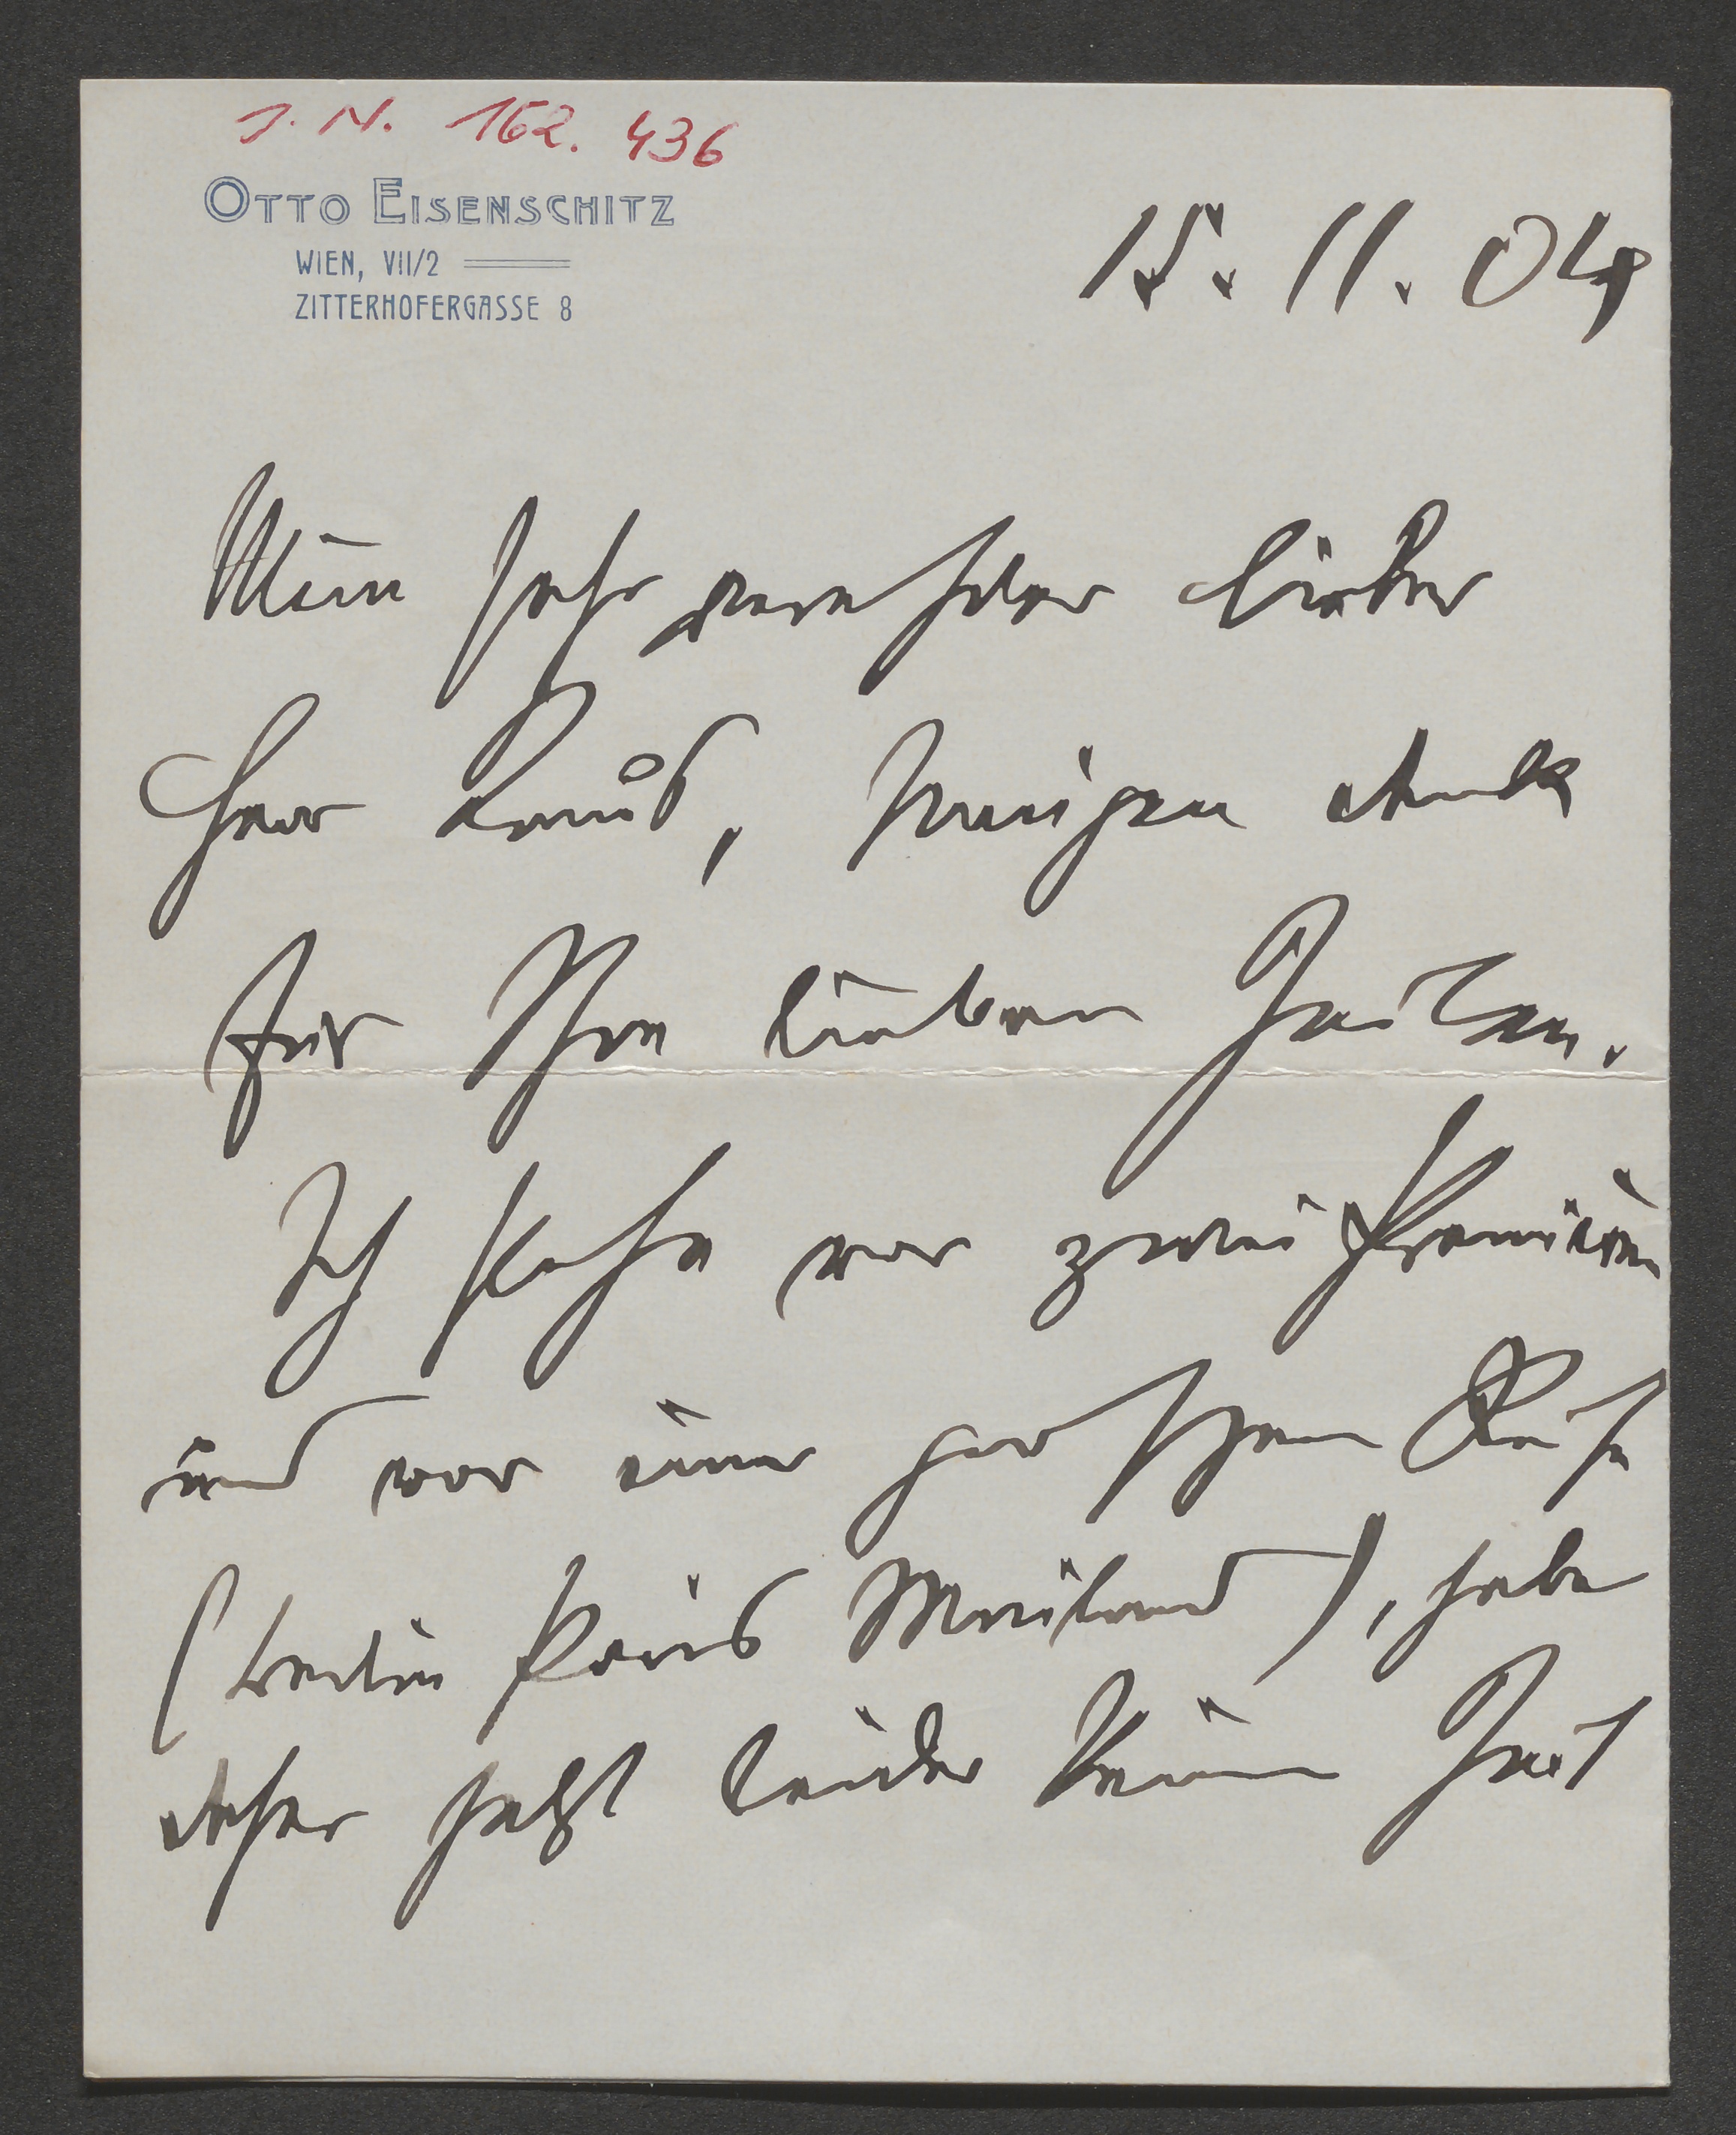 J. N. 162.436
OTTO EISENSCHITZ
WIEN, VII/2
ZITTERHOFERGASSE 8
15. 11. 04
Mein sehr verehrter lieber
Herr Kraus, innigen Dank
für Ihre lieben Zeilen.
Ich stehe vor zwei Premièren
und vor einer grossen Reise
(Berlin Paris Mailand), habe
daher jetzt leider keine Zeit